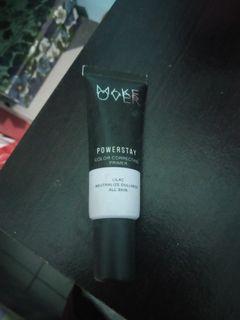 MAKE
OVER
POWERSTAY
COLOR CORRECTING
PRIMER
LILAC
NEUTRALIZE DULLNESS
ALL SKIN